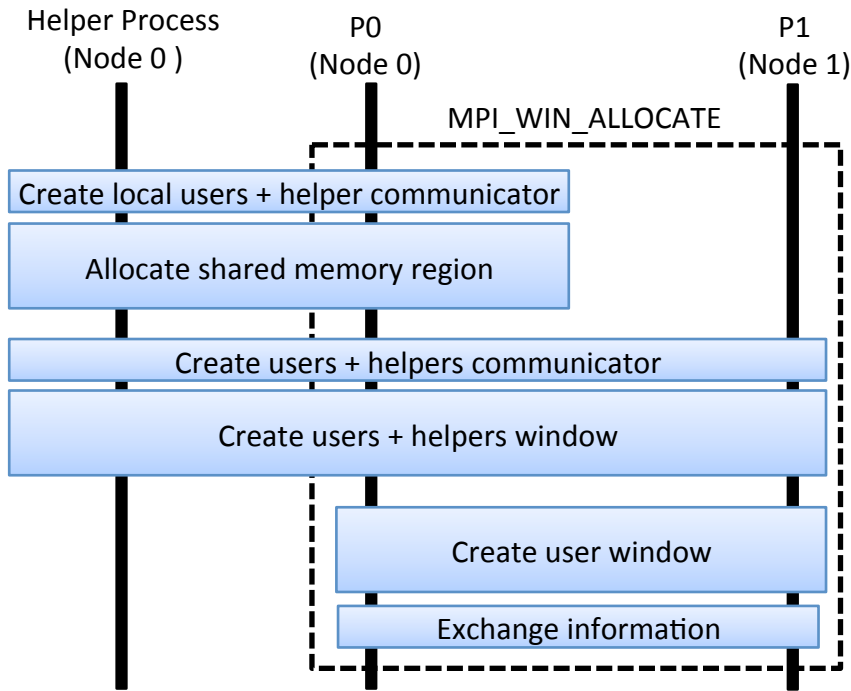 Helper Process
(Node 0 )
P0
(Node 0)
P1
(Node 1)
MPI_WIN_ALLOCATE
Create local users + helper communicator
Allocate shared memory region
Create users + helpers communicator
Create users + helpers window
Create user window
Exchange information